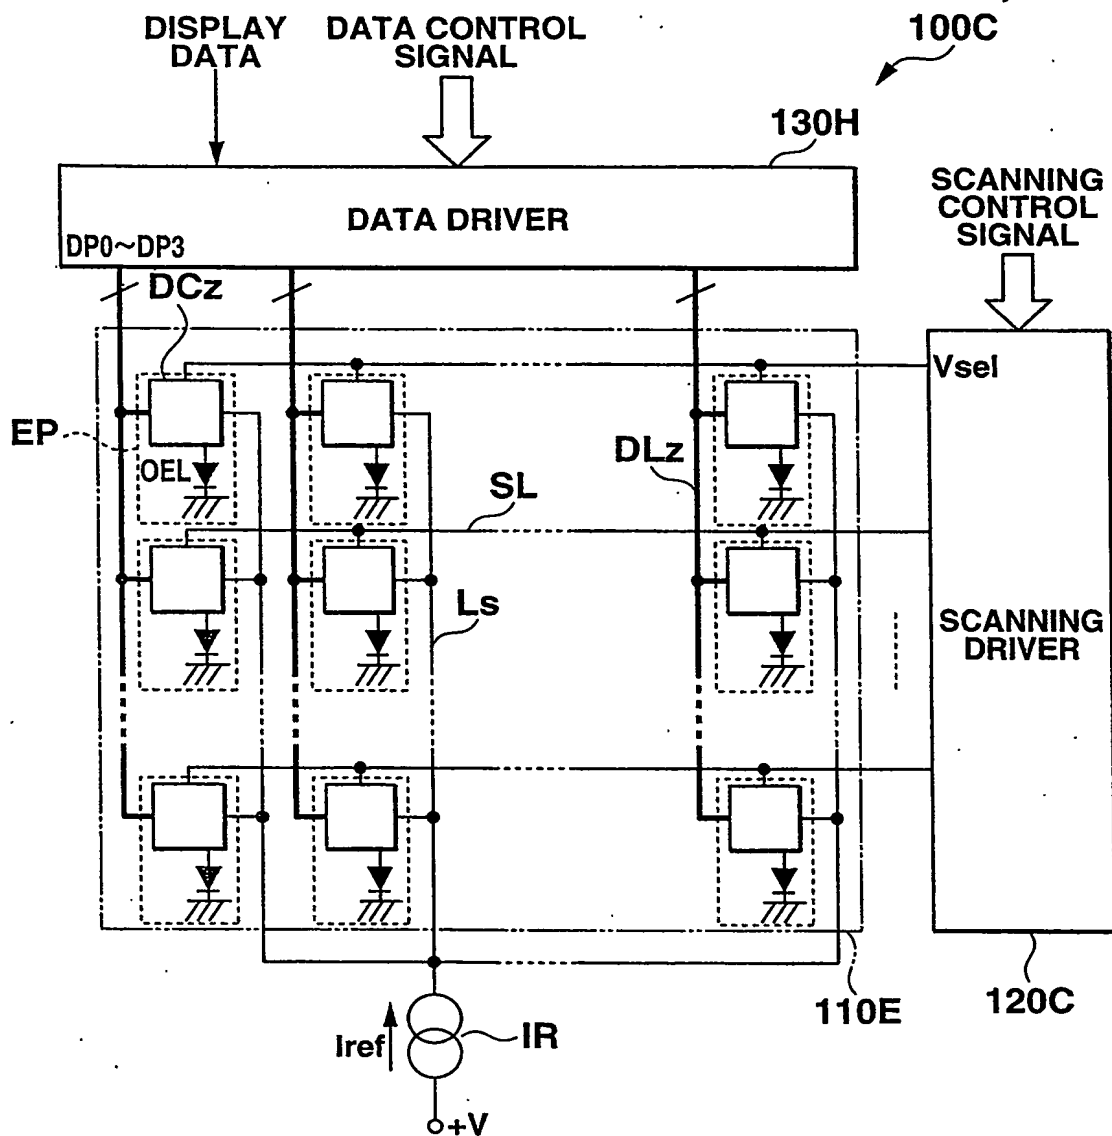 DISPLAY
DATA
DATA CONTROL
SIGNAL
100C
130H
DATA DRIVER
DP0~DP3
SCANNING
CONTROL
SIGNAL
DCz
Vsel
EP
OEL
DLz
SL
Ls
SCANNING
DRIVER
110E
120C
Iref
IR
+V